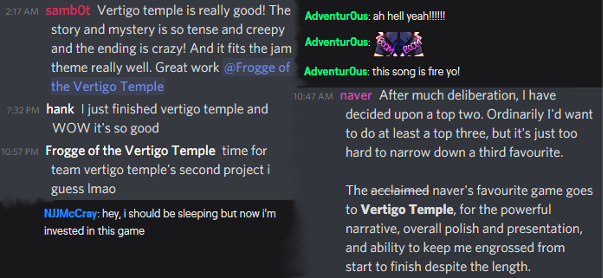 2:17 AM samb0t Vertigo temple is really good! The
story and mystery is so tense and creepy
and the ending is crazy! And it fits the jam
theme really well. Great work @Frogge of
the Vertigo Temple
7:32 PM hank I just finished vertigo temple and
WOW it's so good
10:57 PM Frogge of the Vertigo Temple time for
team vertigo temple's second project i
guess lmao
NJJMcCray: hey, i should be sleeping but now i'm
invested in this game
Adventur0us: ah hell yeah!!!!!!
Adventur0us:
Adventur0us: this song is fire yo!
10:47 AM naver After much deliberation, I have
decided upon a top two. Ordinarily I'd want
to do at least a top three, but it's just too
hard to narrow down a third favourite.
The acclaimed naver's favourite game goes
to Vertigo Temple, for the powerful
narrative, overall polish and presentation,
and ability to keep me engrossed from
start to finish despite the length.